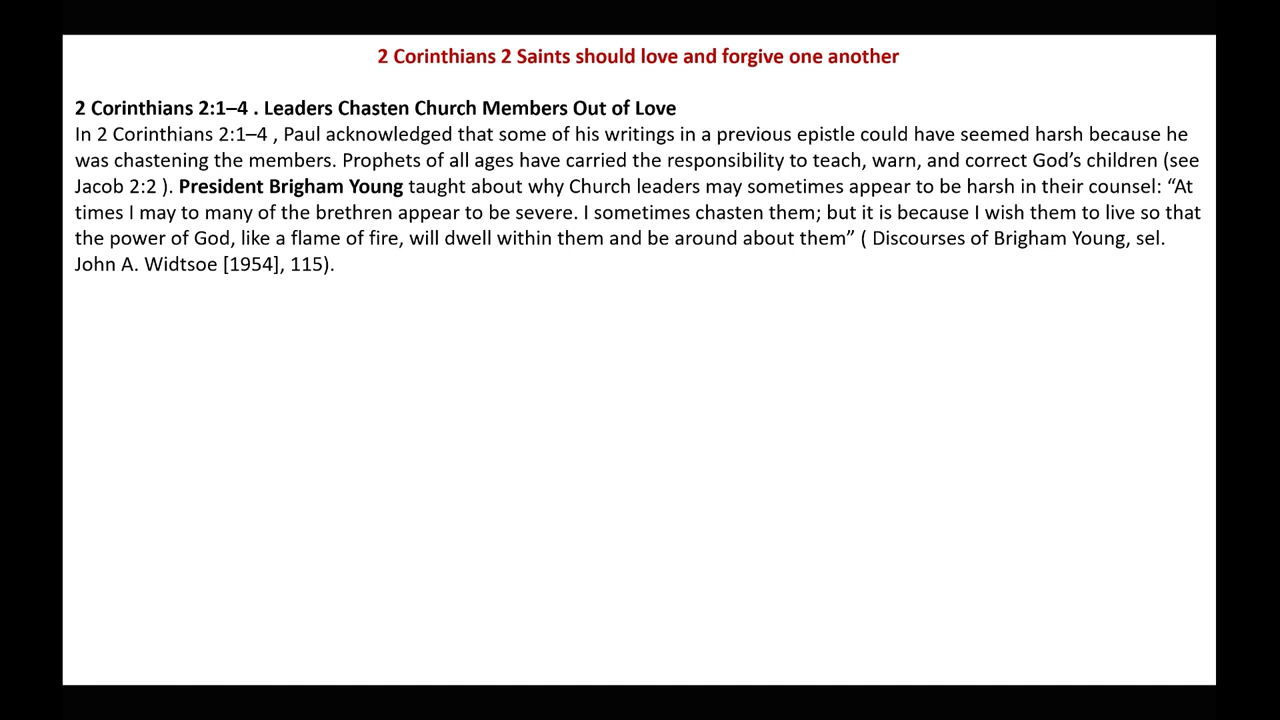 2 Corinthians 2 Saints should love and forgive one another
2 Corinthians 2:1–4 . Leaders Chasten Church Members Out of Love
In 2 Corinthians 2:1–4 , Paul acknowledged that some of his writings in a previous epistle could have seemed harsh because he
was chastening the members. Prophets of all ages have carried the responsibility to teach, warn, and correct God’s children (see
Jacob 2:2 ). President Brigham Young taught about why Church leaders may sometimes appear to be harsh in their counsel: “At
times I may to many of the brethren appear to be severe. I sometimes chasten them; but it is because I wish them to live so that
the power of God, like a flame of fire, will dwell within them and be around about them” ( Discourses of Brigham Young, sel.
John A. Widtsoe [1954], 115).